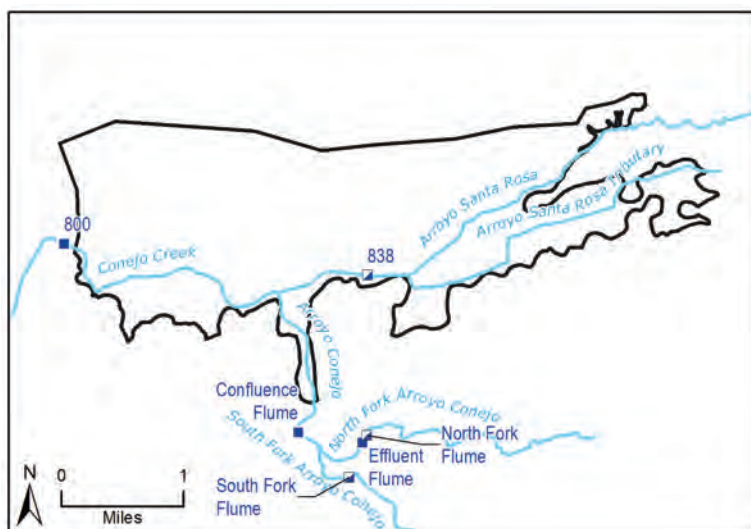 Arroyo Santa Rosa
Arroyo Santa Rosa Tributary
800
838
Conejo Creek
Arroyo Conejo
Confluence
Flume
North Fork Arroyo Conejo
South Fork Arroyo Conejo
North Fork
Flume
Effluent
Flume
South Fork
Flume
N
0 1
Miles